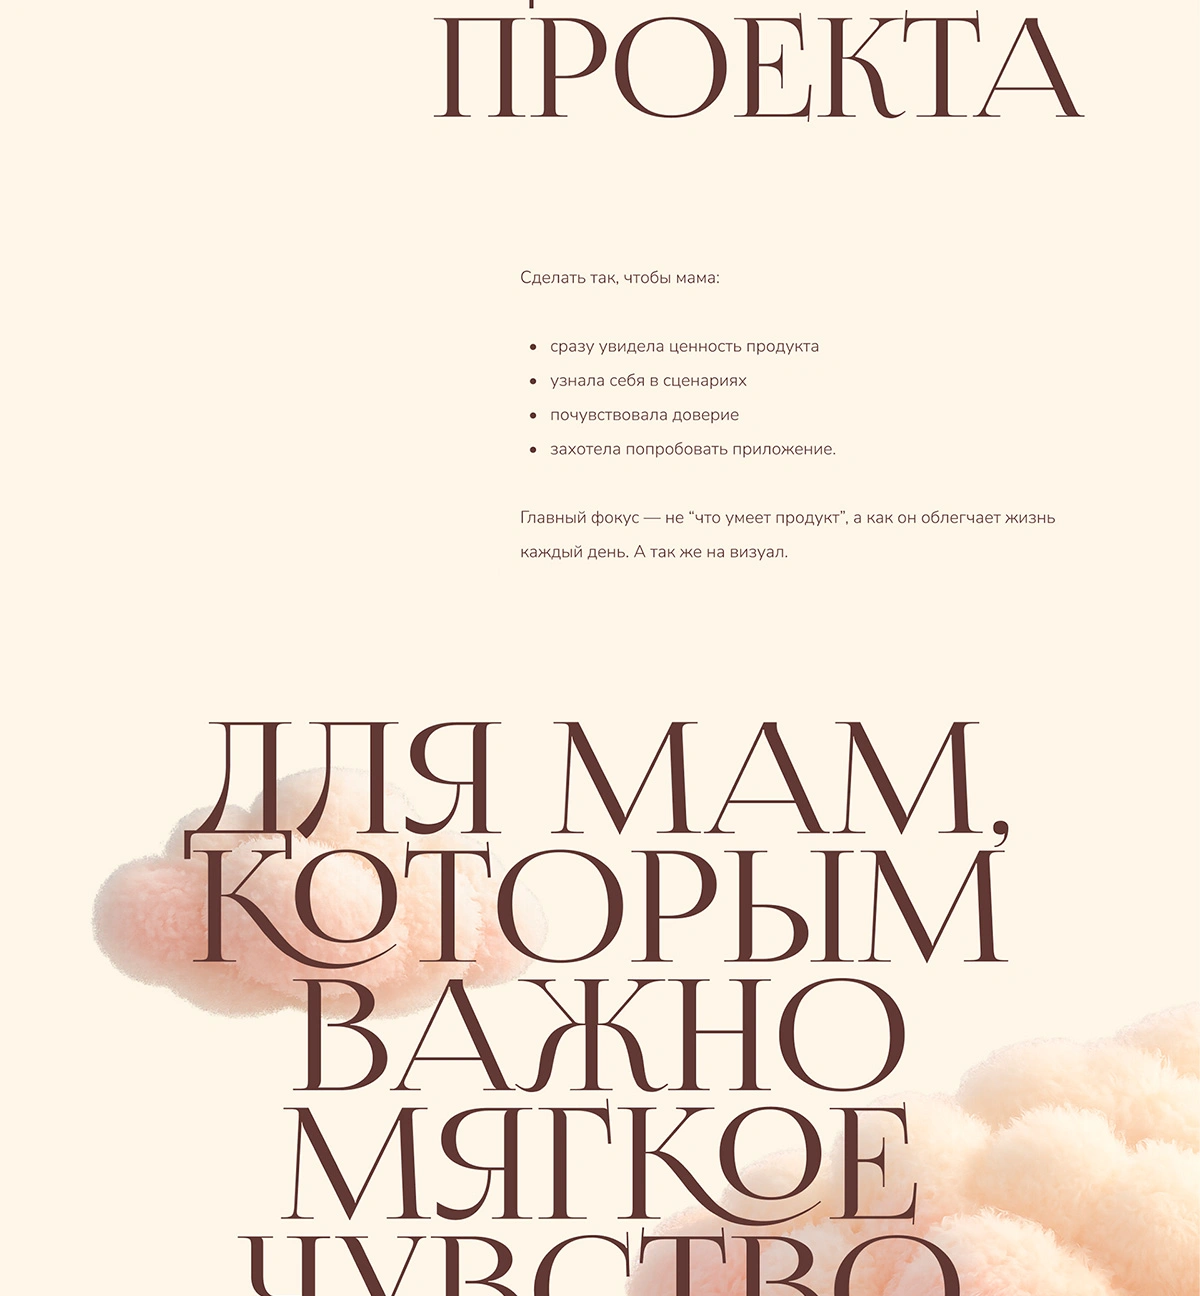 ПРОЕКТА
Сделать так, чтобы мама:
• сразу увидела ценность продукта
• узнала себя в сценариях
• почувствовала доверие
• захотела попробовать приложение.
Главный фокус — не “что умеет продукт”, а как он облегчает жизнь
каждый день. А так же на визуал.
ДЛЯ МАМ,
КОТОРЫМ
ВАЖНО
МЯГКОЕ
ЧУВСТВО